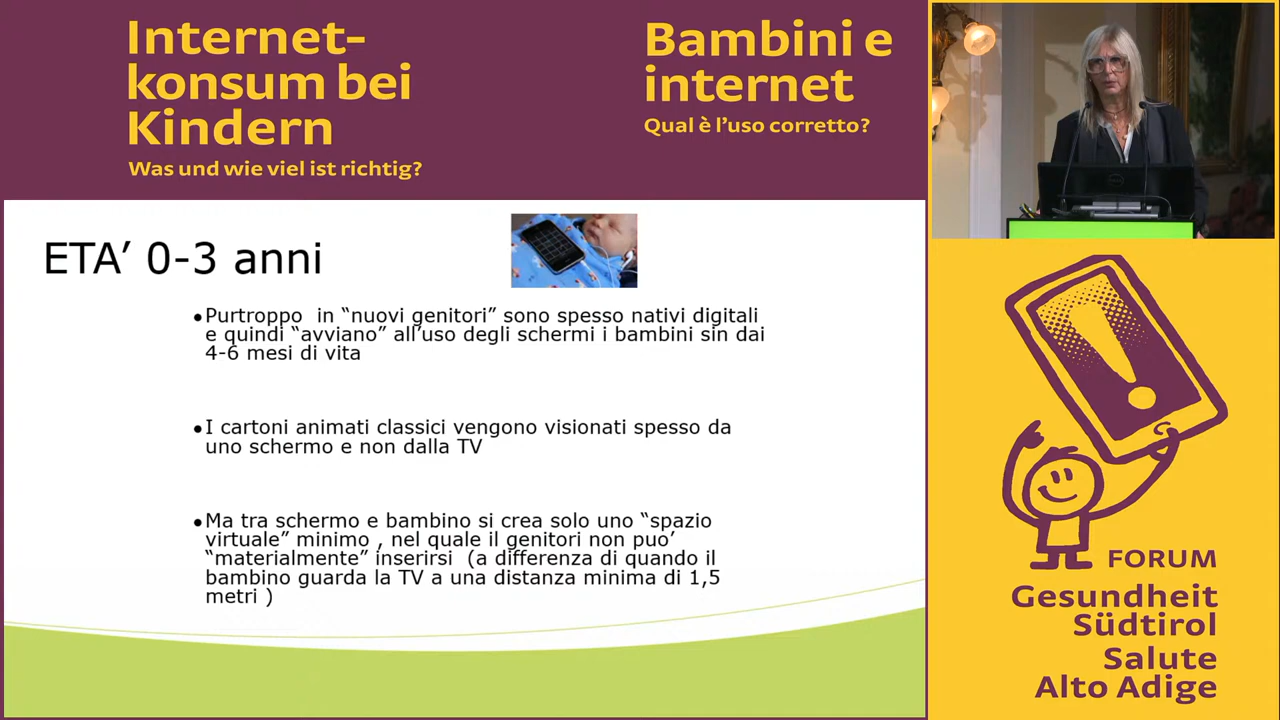 Internet-
konsum bei
Kindern
Was und wie viel ist richtig?
Bambini e
internet
Qual è l'uso corretto?
ETA' 0-3 anni
•Purtroppo in “nuovi genitori” sono spesso nativi digitali
e quindi “avviano” all'uso degli schermi i bambini sin dai
4-6 mesi di vita
•I cartoni animati classici vengono visionati spesso da
uno schermo e non dalla TV
•Ma tra schermo e bambino si crea solo uno “spazio
virtuale” minimo , nel quale il genitori non puo'
“materialmente” inserirsi (a differenza di quando il
bambino guarda la TV a una distanza minima di 1,5
metri )
FORUM
Gesundheit
Südtirol
Salute
Alto Adige